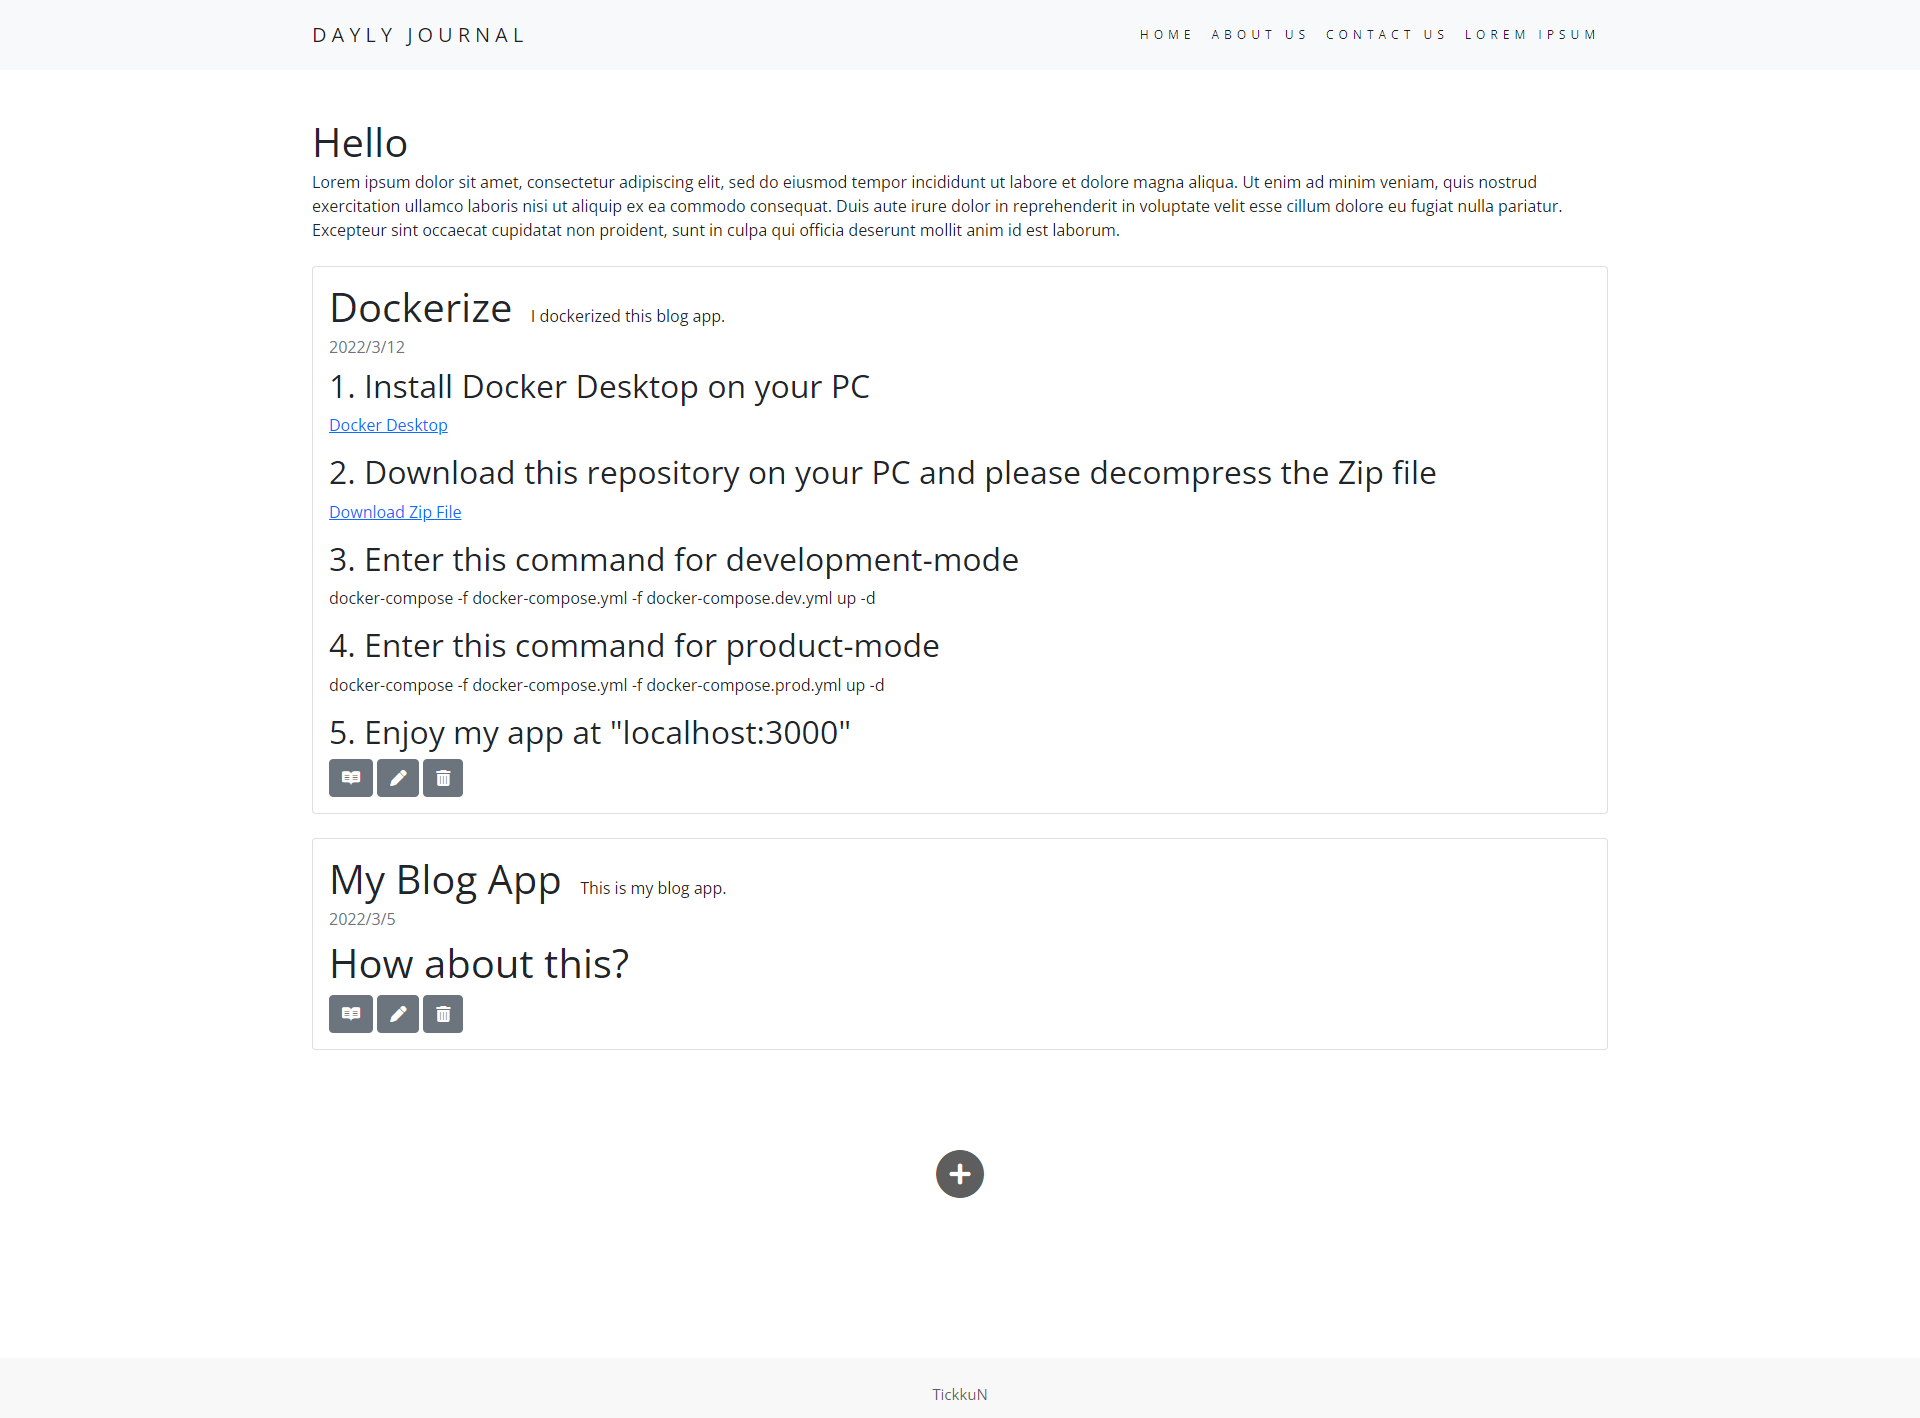 DAYLY JOURNAL
HOME ABOUT US CONTACT US LOREM IPSUM
Hello
Lorem ipsum dolor sit amet, consectetur adipiscing elit, sed do eiusmod tempor incididunt ut labore et dolore magna aliqua. Ut enim ad minim veniam, quis nostrud
exercitation ullamco laboris nisi ut aliquip ex ea commodo consequat. Duis aute irure dolor in reprehenderit in voluptate velit esse cillum dolore eu fugiat nulla pariatur.
Excepteur sint occaecat cupidatat non proident, sunt in culpa qui officia deserunt mollit anim id est laborum.
Dockerize I dockerized this blog app.
2022/3/12
1. Install Docker Desktop on your PC
Docker Desktop
2. Download this repository on your PC and please decompress the Zip file
Download Zip File
3. Enter this command for development-mode
docker-compose -f docker-compose.yml -f docker-compose.dev.yml up -d
4. Enter this command for product-mode
docker-compose -f docker-compose.yml -f docker-compose.prod.yml up -d
5. Enjoy my app at "localhost:3000"
My Blog App This is my blog app.
2022/3/5
How about this?
TickkuN